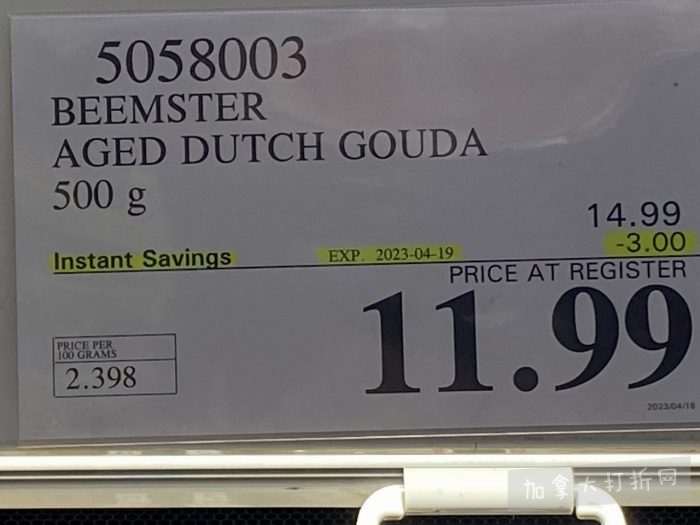 5058003
BEEMSTER
AGED DUTCH GOUDA
500 g
14.99
Instant Savings EXP. 2023-04-19 -3.00
PRICE AT REGISTER
11.99
PRICE PER
100 GRAMS
2.398
2023/04/18
加拿大打折网